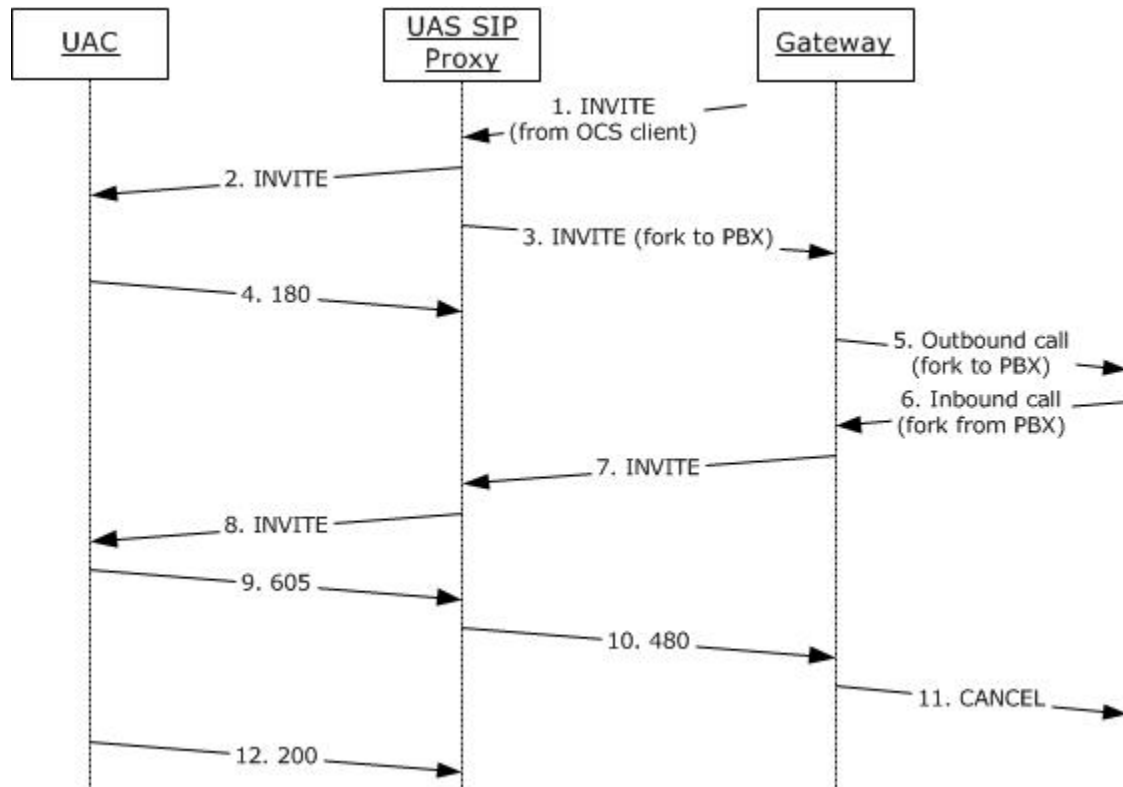 UAC
UAS SIP
Proxy
Gateway
1. INVITE
(from OCS client)
2. INVITE
3. INVITE (fork to PBX)
4. 180
5. Outbound call
(fork to PBX)
6. Inbound call
(fork from PBX)
7. INVITE
8. INVITE
9. 605
10. 480
11. CANCEL
12. 200